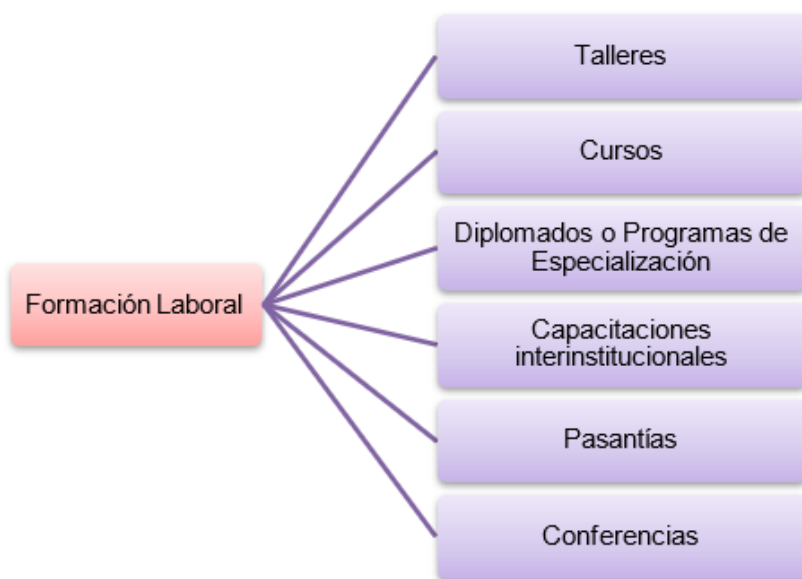 Formación Laboral
Talleres
Cursos
Diplomados o Programas de
Especialización
Capacitaciones
interinstitucionales
Pasantías
Conferencias